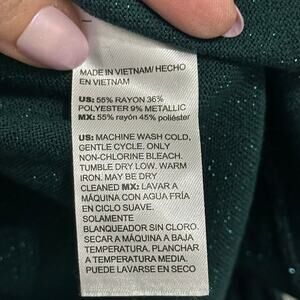 MADE IN VIETNAM/ HECHO
EN VIETNAM
US: 55% RAYON 36%
POLYESTER 9% METALLIC
MX: 55% rayón 45% poliéster
US: MACHINE WASH COLD,
GENTLE CYCLE. ONLY
NON-CHLORINE BLEACH.
TUMBLE DRY LOW. WARM
IRON. MAY BE DRY
CLEANED MX: LAVAR A
MÁQUINA CON AGUA FRÍA
EN CICLO SUAVE.
SOLAMENTE
BLANQUEADOR SIN CLORO.
SECAR A MÁQUINA A BAJA
TEMPERATURA. PLANCHAR
A TEMPERATURA MEDIA.
PUEDE LAVARSE EN SECO